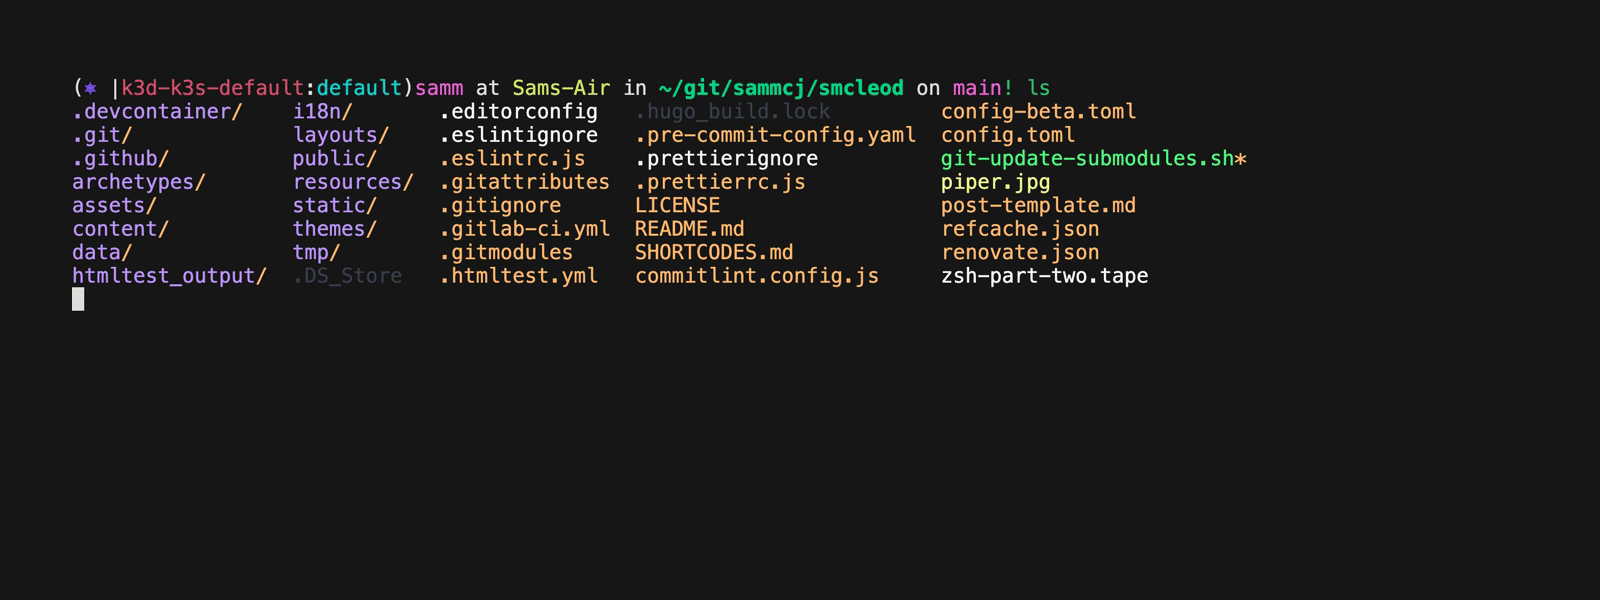 (⎈ |k3d-k3s-default:default)samm at Sams-Air in ~/git/sammcj/smcleod on main! ls
.devcontainer/    i18n/       .editorconfig   .hugo_build.lock         config-beta.toml
.git/             layouts/    .eslintignore   .pre-commit-config.yaml  config.toml
.github/          public/     .eslintrc.js    .prettierignore          git-update-submodules.sh*
archetypes/       resources/  .gitattributes  .prettierrc.js           piper.jpg
assets/           static/     .gitignore      LICENSE                  post-template.md
content/          themes/     .gitlab-ci.yml  README.md                refcache.json
data/             tmp/        .gitmodules     SHORTCODES.md            renovate.json
htmltest_output/  .DS_Store   .htmltest.yml   commitlint.config.js     zsh-part-two.tape